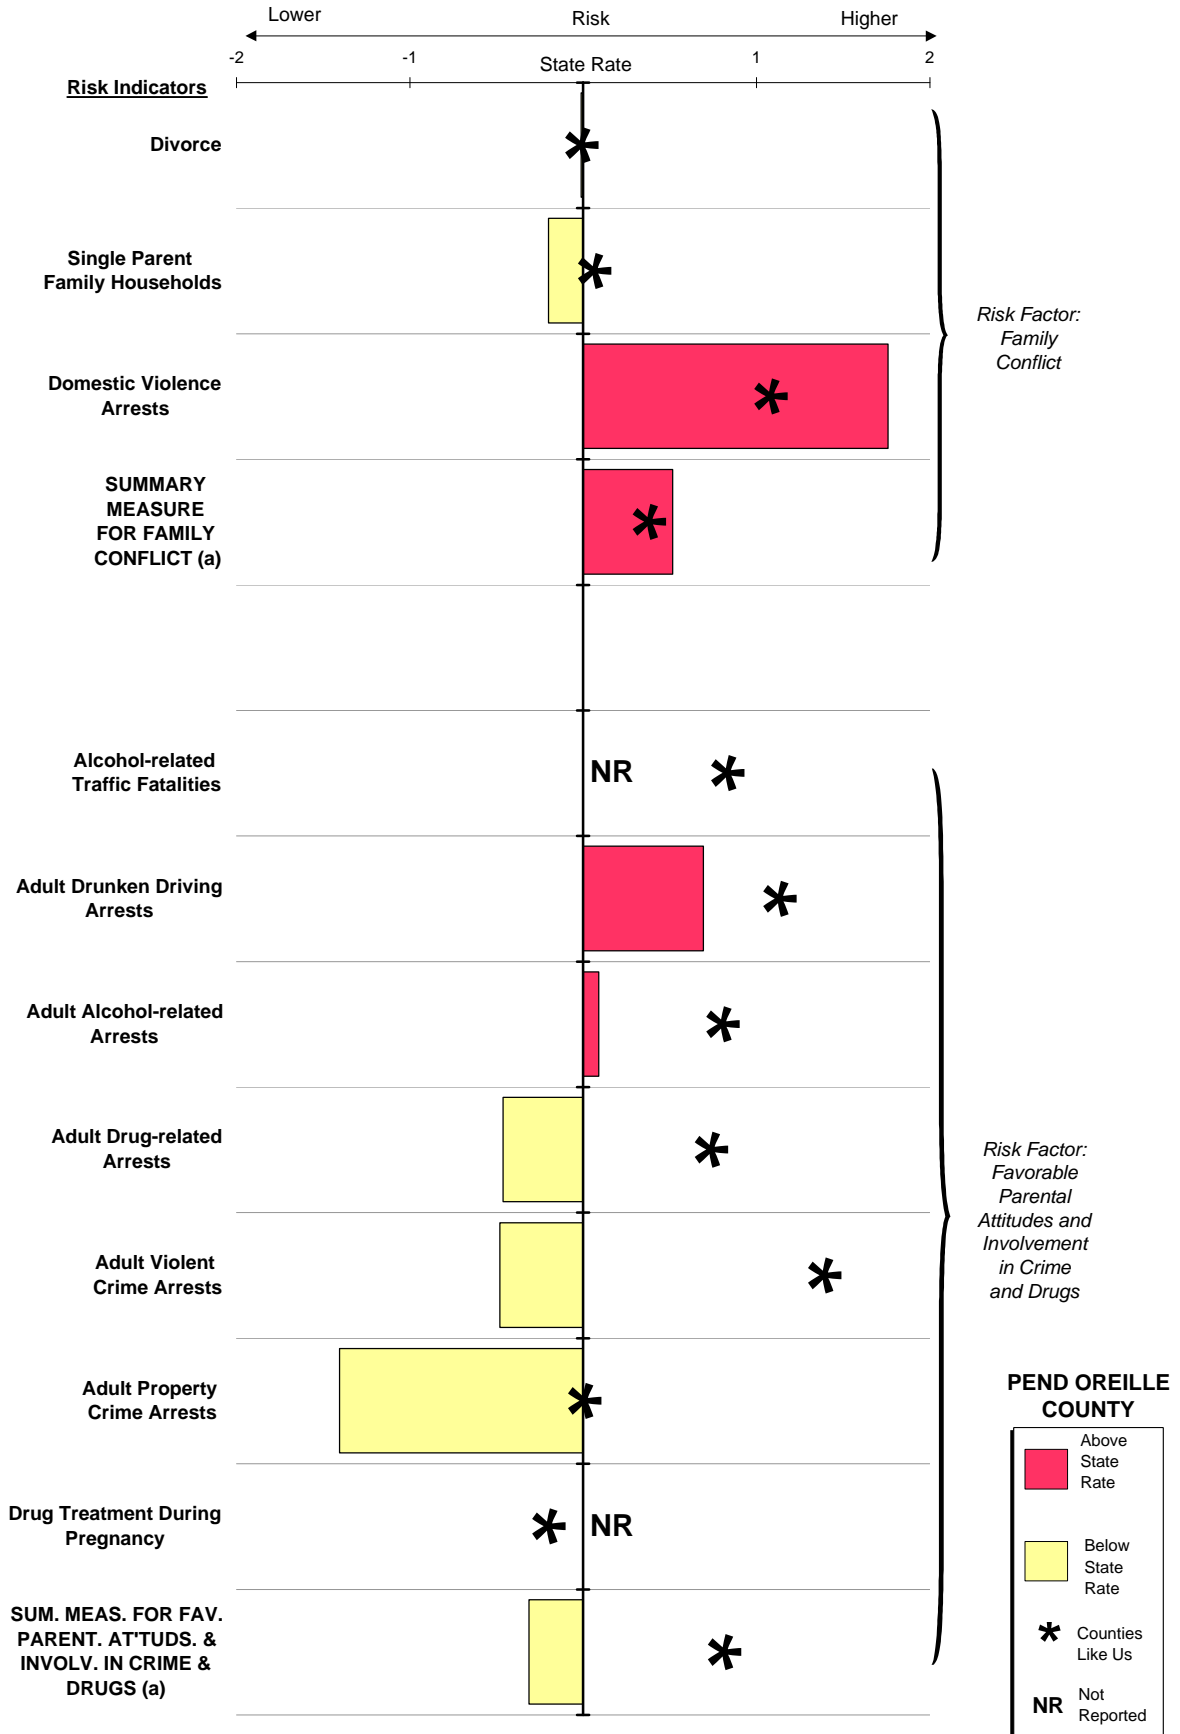 Lower Risk Higher
-2 -1 State Rate 1 2
Risk Indicators
Divorce
*
Single Parent
Family Households
*
Domestic Violence
Arrests
*
SUMMARY
MEASURE
FOR FAMILY
CONFLICT (a)
*
Risk Factor:
Family
Conflict
Alcohol-related
Traffic Fatalities
NR *
Adult Drunken Driving
Arrests
*
Adult Alcohol-related
Arrests
*
Adult Drug-related
Arrests
*
Adult Violent
Crime Arrests
*
Adult Property
Crime Arrests
*
Drug Treatment During
Pregnancy
* NR
SUM. MEAS. FOR FAV.
PARENT. AT'TUDS. &
INVOLV. IN CRIME &
DRUGS (a)
*
Risk Factor:
Favorable
Parental
Attitudes and
Involvement
in Crime
and Drugs
PEND OREILLE
COUNTY
Above
State
Rate
Below
State
Rate
* Counties
Like Us
NR Not
Reported